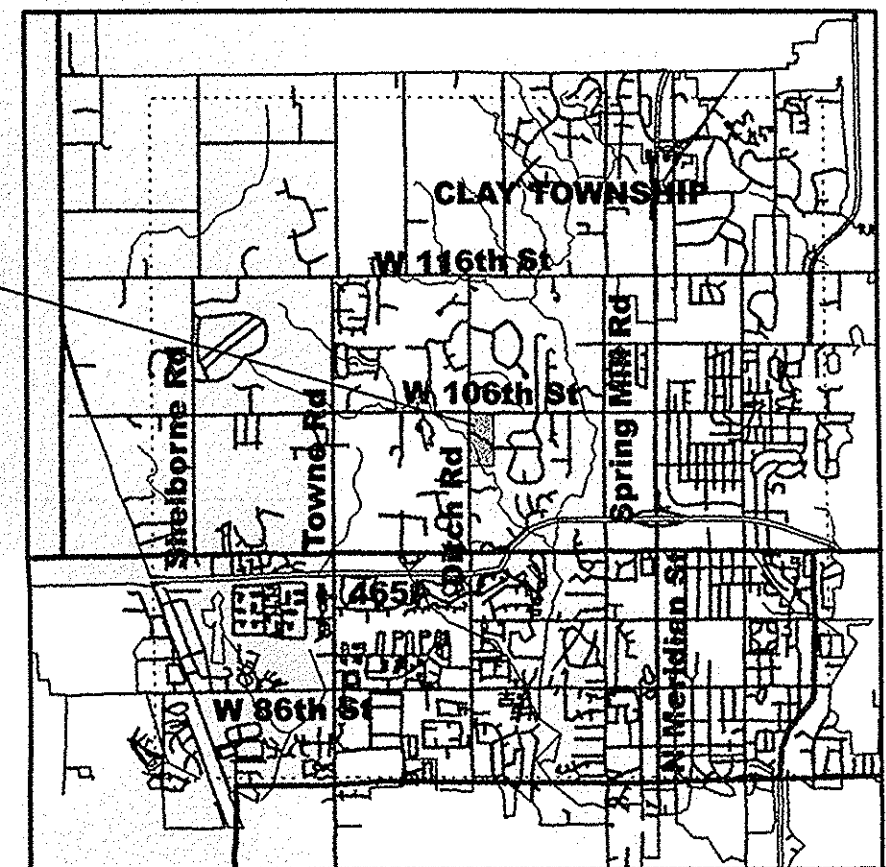 CLAY TOWNSHIP
W 116th St
Shelborne Rd
Towne Rd
W 106th St
Ditch Rd
Spring Mill Rd
465
W 86th St
N Meridian St